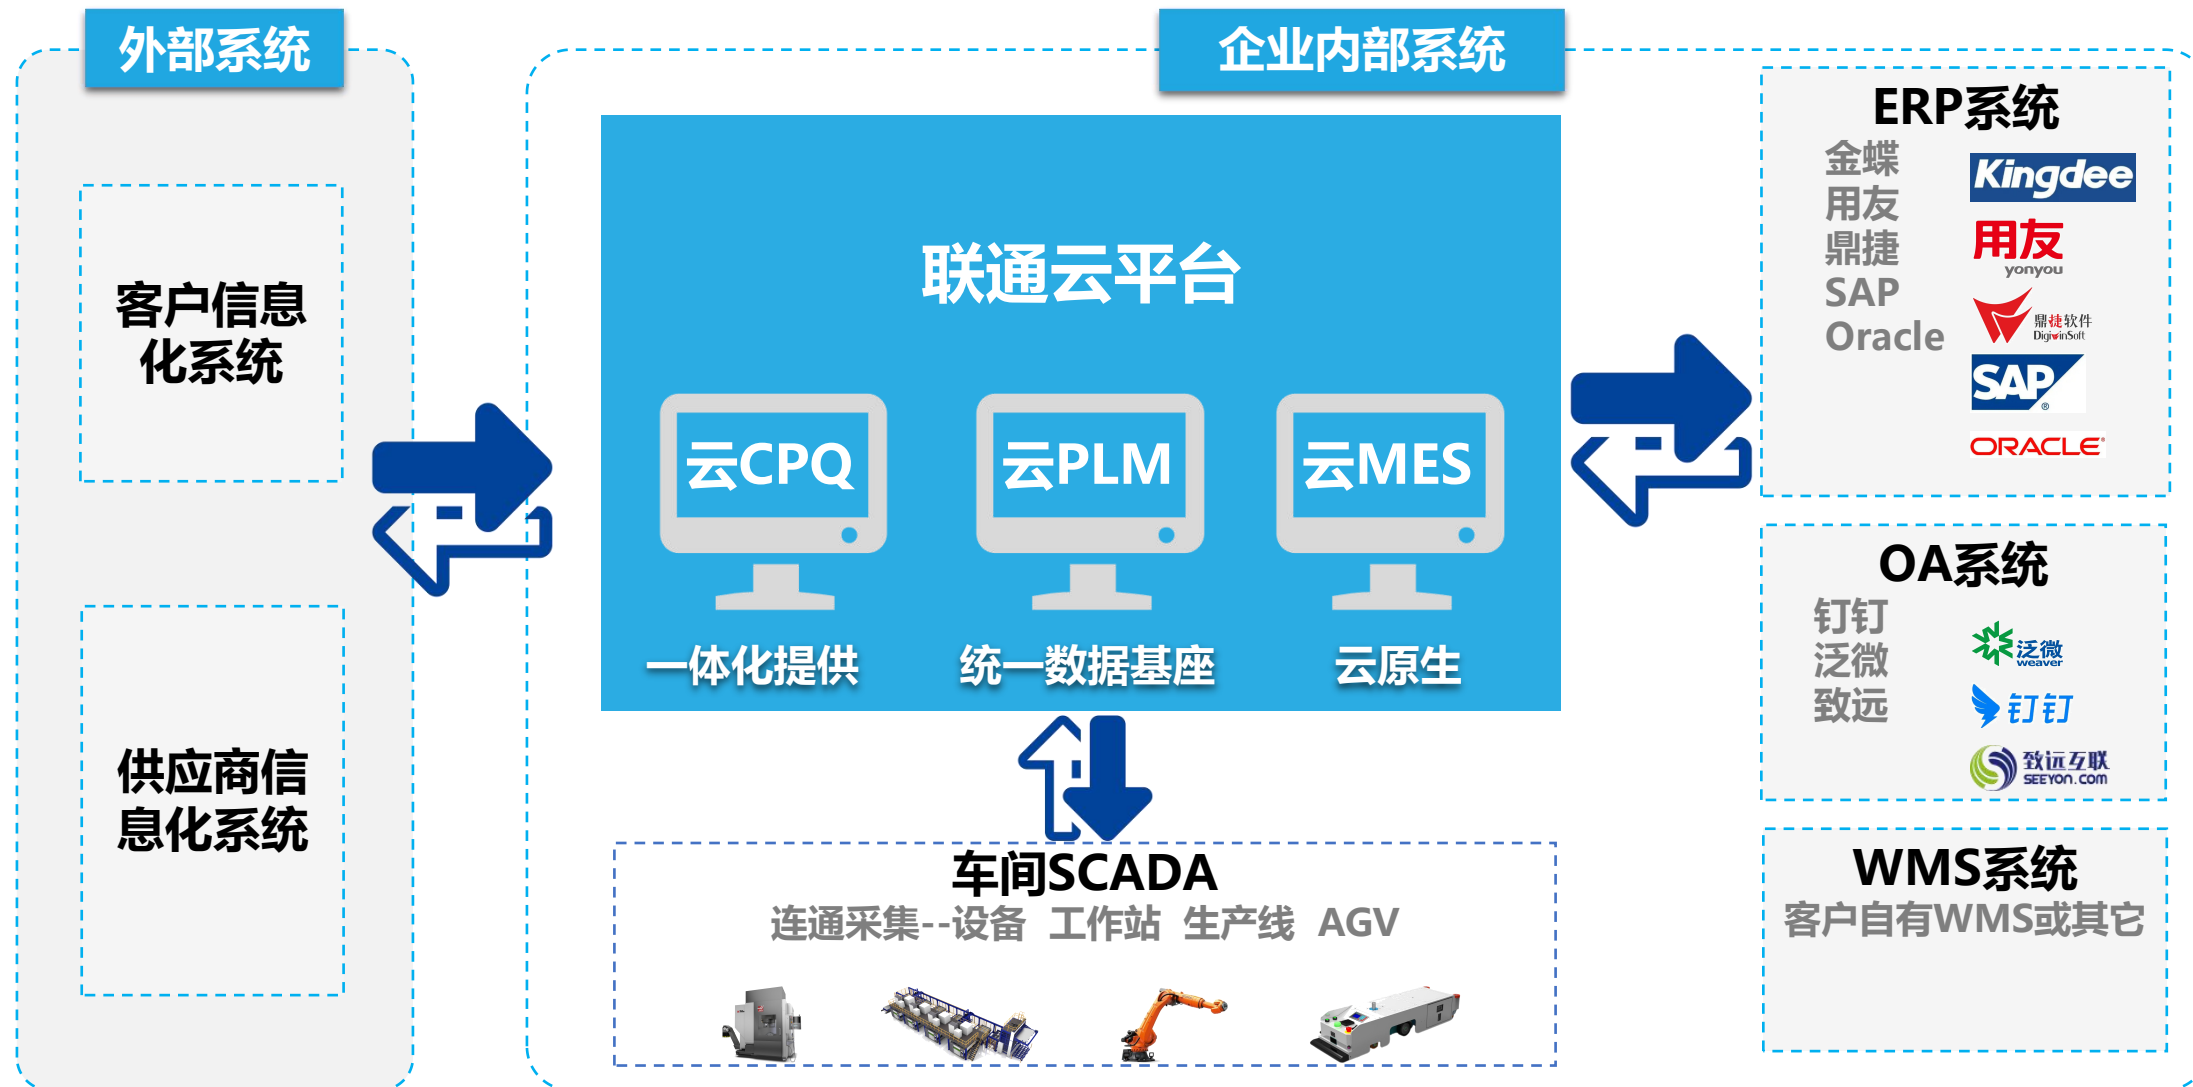 外部系统
客户信息
化系统
供应商信
息化系统
企业内部系统
联通云平台
云CPQ
云PLM
云MES
一体化提供
统一数据基座
云原生
车间SCADA
连通采集--设备 工作站 生产线 AGV
ERP系统
金蝶
用友
鼎捷
SAP
Oracle
Kingdee
用友
yonyou
鼎捷软件
DigiwinSoft
SAP
®
ORACLE®
OA系统
钉钉
泛微
致远
泛微
weaver
钉钉
致远互联
SEEYON.COM
WMS系统
客户自有WMS或其它